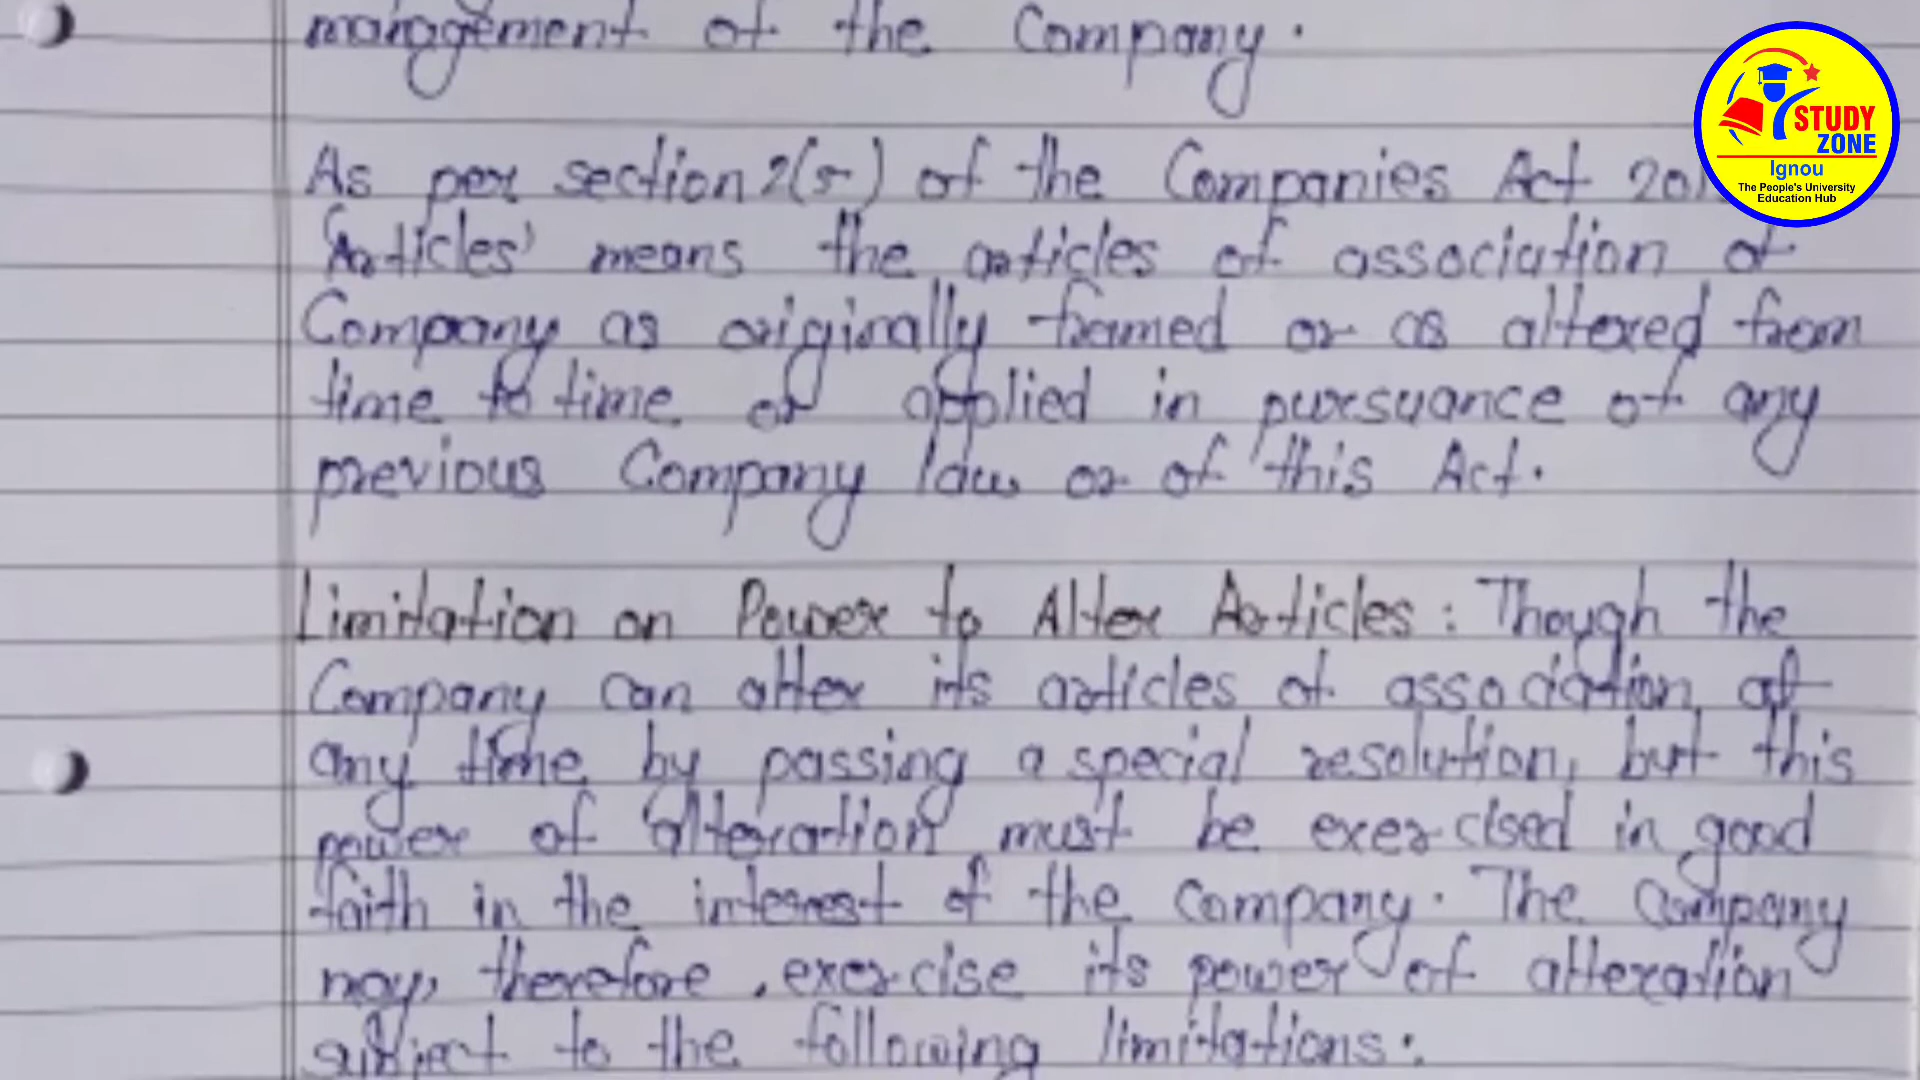 management of the Company.
As per section 2(5) of the Companies Act 201
'Articles' means the articles of association of
Company as originally framed or as altered from
time to time or applied in pursuance of any
previous Company law or of this Act.
Limitation on Power to Alter Articles: Though the
Company can alter its articles of association at
any time by passing a special resolution, but this
power of alteration must be exercised in good
faith in the interest of the company. The Company
may, therefore, exercise its power of alteration
subject to the following limitations:
STUDY
ZONE
Ignou
The People's University
Education Hub